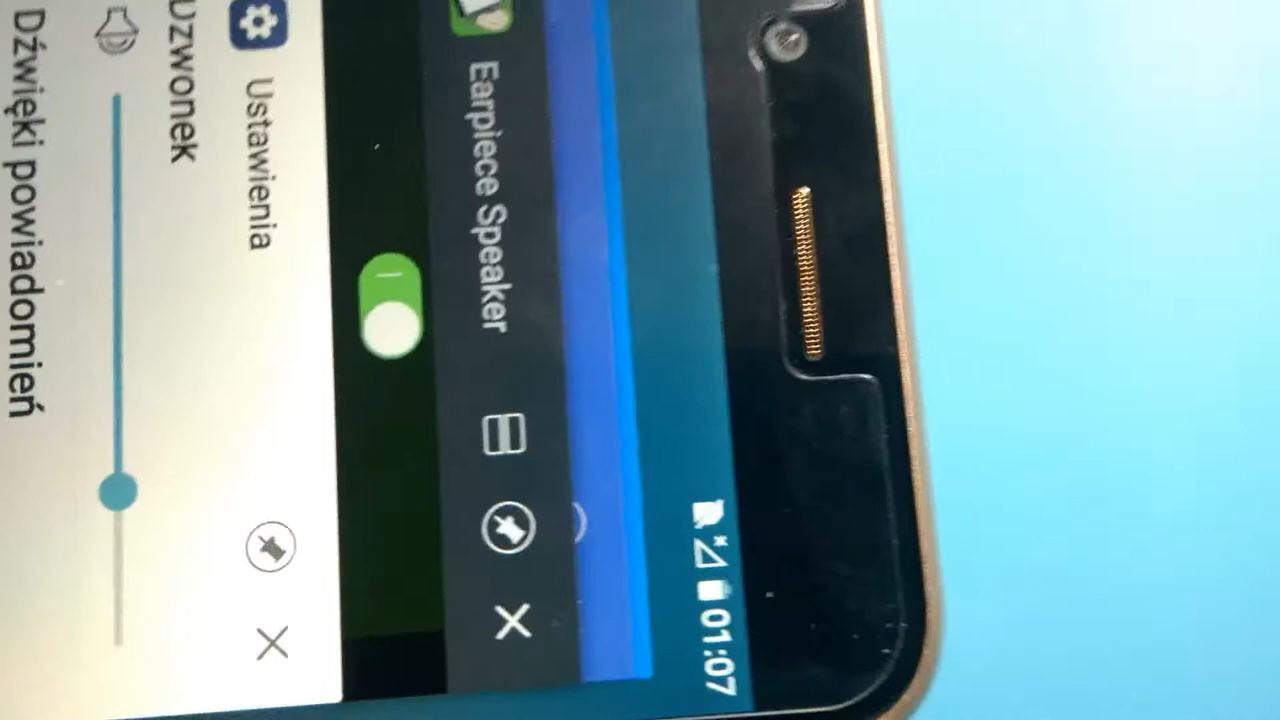 01:07
Earpiece Speaker
Ustawienia
Dzwonek
Dźwięki powiadomień